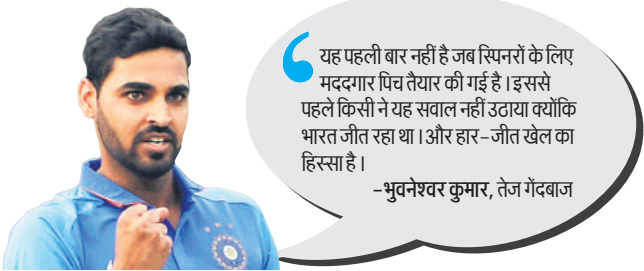 यह पहली बार नहीं है जब स्पिनरों के लिए
मददगार पिच तैयार की गई है। इससे
पहले किसी ने यह सवाल नहीं उठाया क्योंकि
भारत जीत रहा था। और हार-जीत खेल का
हिस्सा है।
-भुवनेश्वर कुमार, तेज गेंदबाज